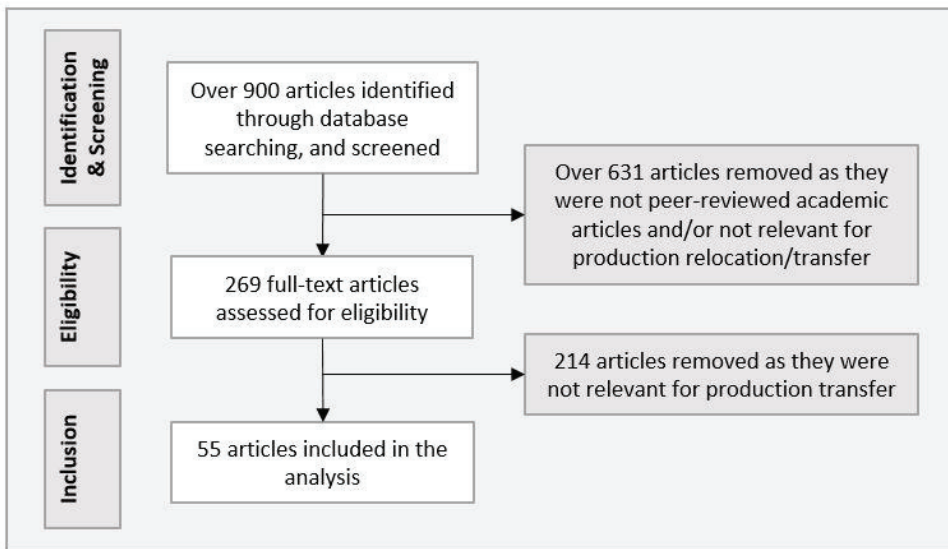 Identification
& Screening
Over 900 articles identified
through database
searching, and screened
Over 631 articles removed as they
were not peer-reviewed academic
articles and/or not relevant for
production relocation/transfer
Eligibility
269 full-text articles
assessed for eligibility
214 articles removed as they were
not relevant for production transfer
Inclusion
55 articles included in the
analysis